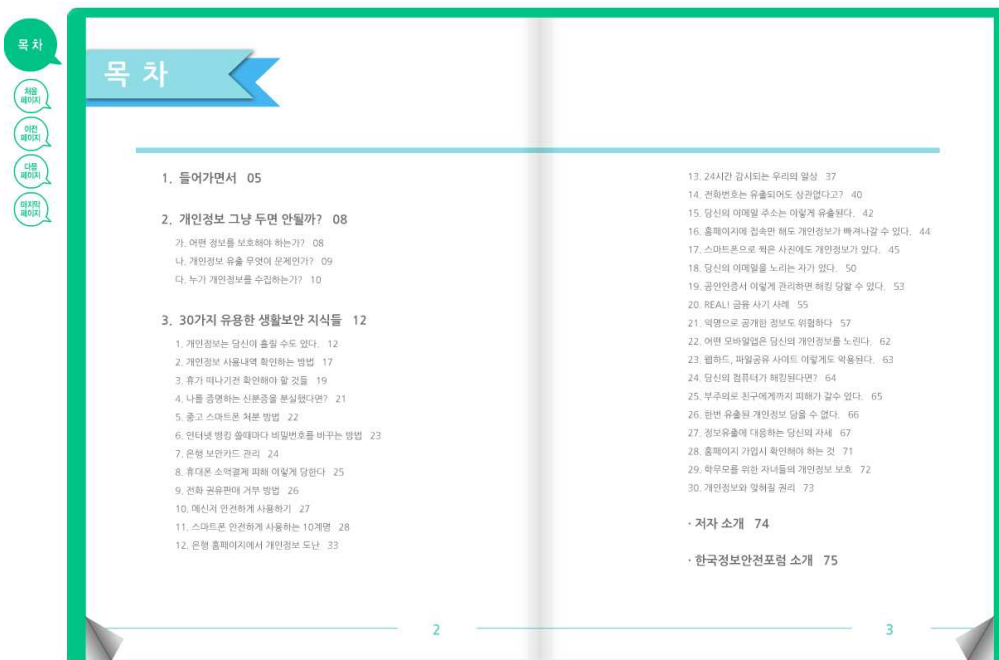 목 차
처음
페이지
이전
페이지
다음
페이지
마지막
페이지
목 차
1. 들어가면서 05
2. 개인정보 그냥 두면 안될까? 08
가. 어떤 정보를 보호해야 하는가? 08
나. 개인정보 유출 무엇이 문제인가? 09
다. 누가 개인정보를 수집하는가? 10
3. 30가지 유용한 생활보안 지식들 12
1. 개인정보는 당신이 흘릴 수도 있다. 12
2. 개인정보 사용내역 확인하는 방법 17
3. 휴가 떠나기전 확인해야 할 것들 19
4. 나를 증명하는 신분증을 분실했다면? 21
5. 중고 스마트폰 처분 방법 22
6. 인터넷 뱅킹 쓸때마다 비밀번호를 바꾸는 방법 23
7. 은행 보안카드 관리 24
8. 휴대폰 소액결제 피해 이렇게 당한다 25
9. 전화 권유판매 거부 방법 26
10. 메신저 안전하게 사용하기 27
11. 스마트폰 안전하게 사용하는 10계명 28
12. 은행 홈페이지에서 개인정보 도난 33
2
13. 24시간 감시되는 우리의 일상 37
14. 전화번호는 유출되어도 상관없다고? 40
15. 당신의 이메일 주소는 이렇게 유출된다. 42
16. 홈페이지에 접속만 해도 개인정보가 빠져나갈 수 있다. 44
17. 스마트폰으로 찍은 사진에도 개인정보가 있다. 45
18. 당신의 이메일을 노리는 자가 있다. 50
19. 공인인증서 이렇게 관리하면 해킹 당할 수 있다. 53
20. REAL! 금융 사기 사례 55
21. 익명으로 공개한 정보도 위험하다 57
22. 어떤 모바일앱은 당신의 개인정보를 노린다. 62
23. 웹하드, 파일공유 사이트 이렇게도 악용된다. 63
24. 당신의 컴퓨터가 해킹된다면? 64
25. 부주의로 친구에게까지 피해가 갈수 있다. 65
26. 한번 유출된 개인정보 담을 수 없다. 66
27. 정보유출에 대응하는 당신의 자세 67
28. 홈페이지 가입시 확인해야 하는 것 71
29. 학부모를 위한 자녀들의 개인정보 보호 72
30. 개인정보와 잊혀질 권리 73
· 저자 소개 74
· 한국정보안전포럼 소개 75
3